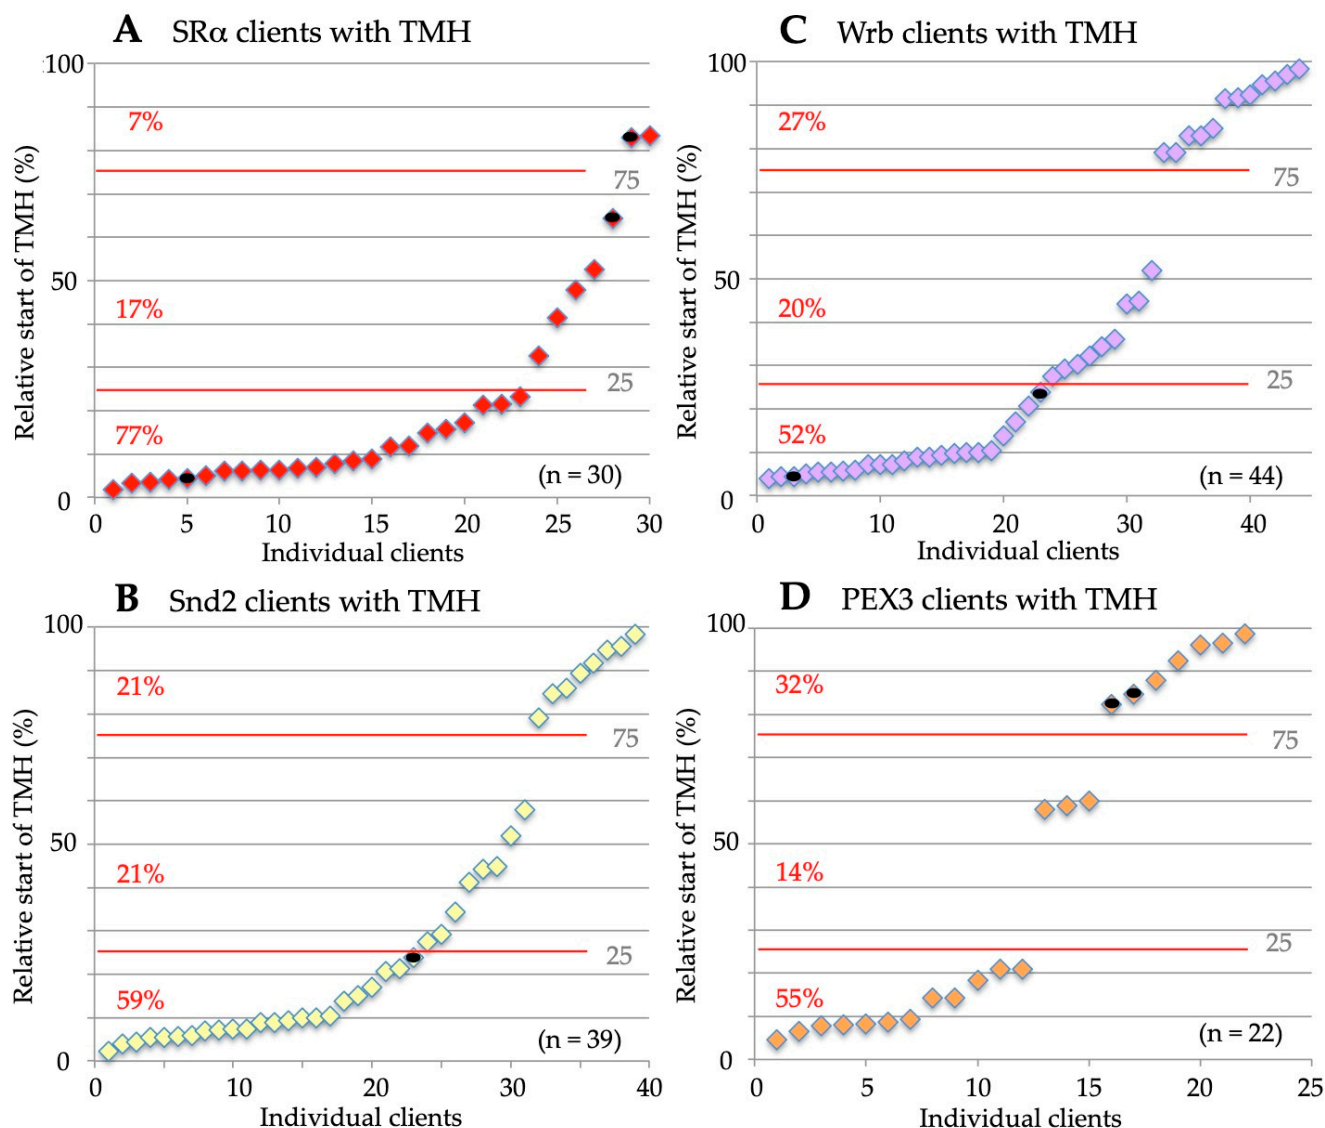 A SRα clients with TMH
100
7%
75
50
17%
25
77%
0
(n = 30)
0 5 10 15 20 25 30
Individual clients
Relative start of TMH (%)
B Snd2 clients with TMH
100
21%
75
50
21%
25
59%
0
(n = 39)
0 10 20 30 40
Individual clients
Relative start of TMH (%)
C Wrb clients with TMH
100
27%
75
50
20%
25
52%
0
(n = 44)
0 10 20 30 40
Individual clients
Relative start of TMH (%)
D PEX3 clients with TMH
100
32%
75
50
14%
25
55%
0
(n = 22)
0 5 10 15 20 25
Individual clients
Relative start of TMH (%)